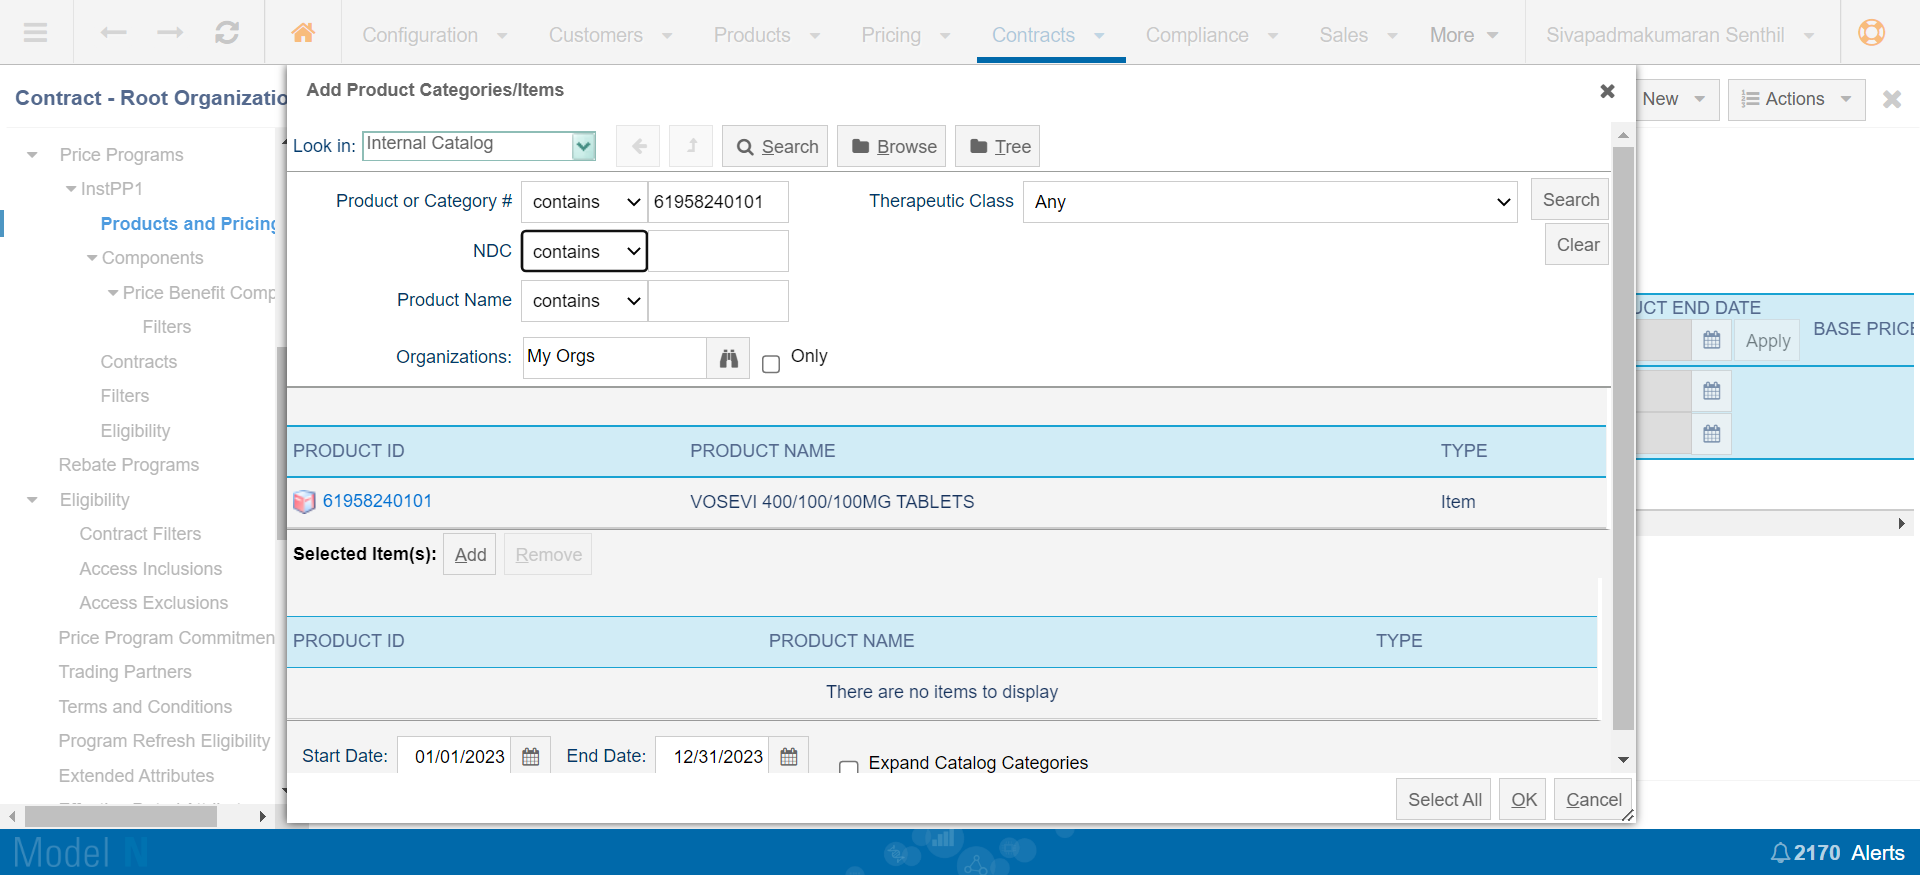 Configuration Customers Products Pricing Contracts Compliance Sales More Sivapadmakumaran Senthil
Contract - Root Organizatio
New Actions
Price Programs
InstPP1
Products and Pricing
Components
Price Benefit Comp
Filters
Contracts
Filters
Eligibility
Rebate Programs
Eligibility
Contract Filters
Access Inclusions
Access Exclusions
Price Program Commitmen
Trading Partners
Terms and Conditions
Program Refresh Eligibility
Extended Attributes
Add Product Categories/Items
Look in: Internal Catalog Search Browse Tree
Product or Category # contains 61958240101 Therapeutic Class Any Search
NDC contains Clear
Product Name contains
Organizations: My Orgs Only
PRODUCT ID PRODUCT NAME TYPE
61958240101 VOSEVI 400/100/100MG TABLETS Item
Selected Item(s): Add Remove
PRODUCT ID PRODUCT NAME TYPE
There are no items to display
Start Date: 01/01/2023 End Date: 12/31/2023 Expand Catalog Categories
Select All OK Cancel
UCT END DATE
Apply
BASE PRICE
Model N
2170 Alerts